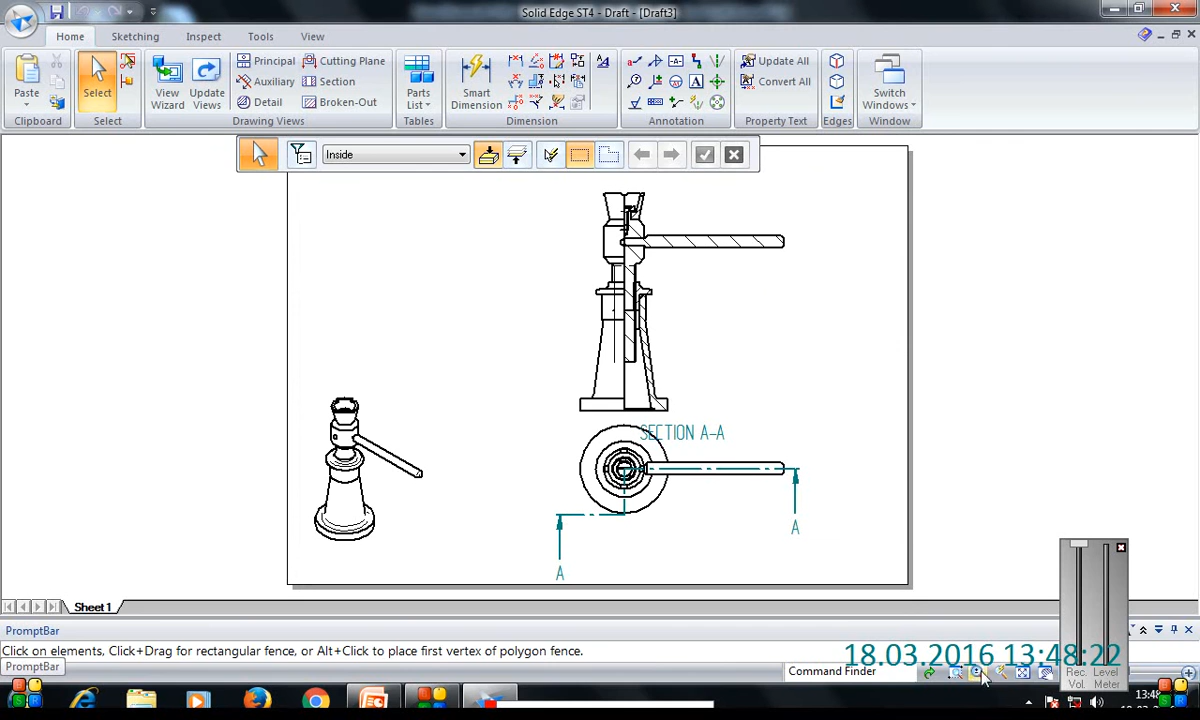 Solid Edge ST4 - Draft - [Draft3]
Home Sketching Inspect Tools View
Principal Cutting Plane Update All
Auxiliary Section Convert All
Paste Select View Wizard Update Views Detail Broken-Out Parts List Smart Dimension Switch Windows
Clipboard Select Drawing Views Tables Dimension Annotation Property Text Edges Window
Inside
SECTION A-A
A
A
Sheet 1
PromptBar
Click on elements, Click+Drag for rectangular fence, or Alt+Click to place first vertex of polygon fence.
18.03.2016 13:48:22
PromptBar
Command Finder
Rec. Vol. Level Meter
13:48